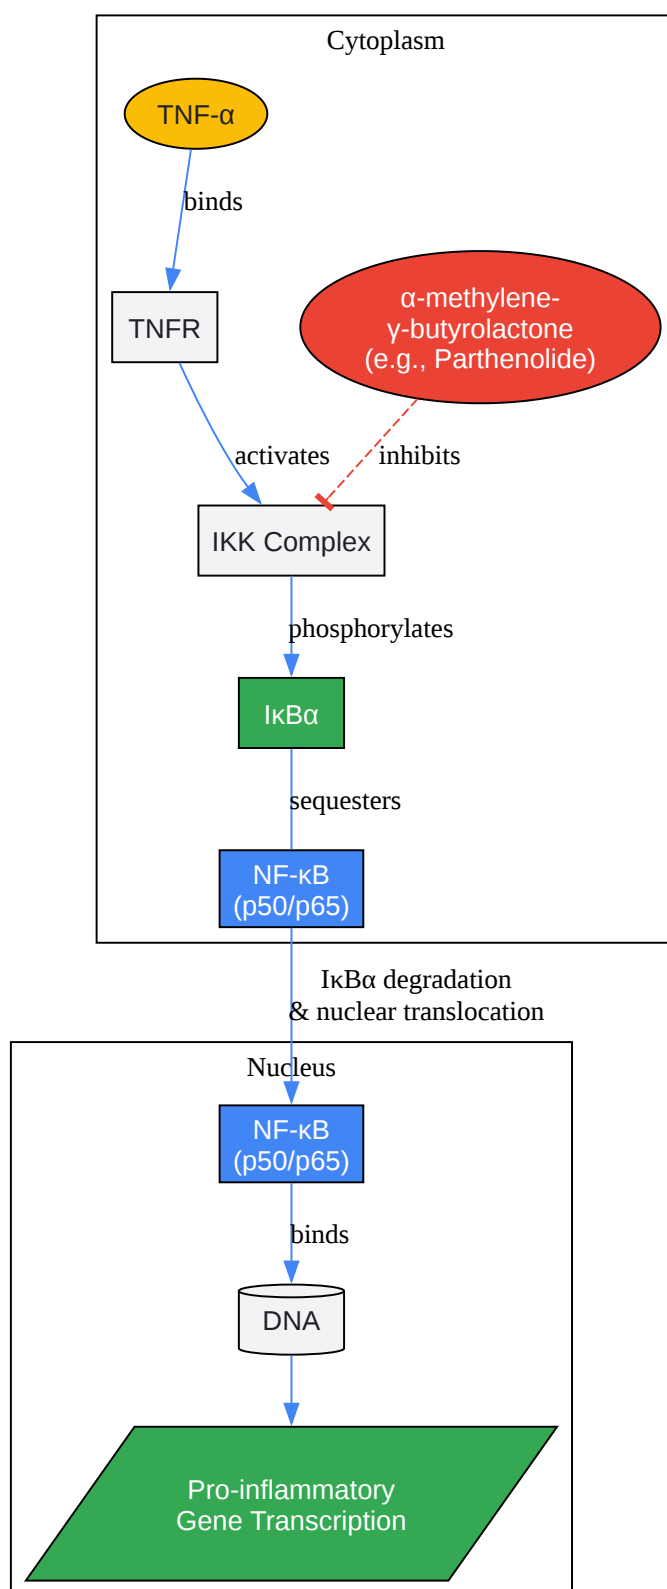 Cytoplasm
TNF-α
binds
TNFR
α-methylene-
γ-butyrolactone
(e.g., Parthenolide)
activates
inhibits
IKK Complex
phosphorylates
IκBα
sequesters
NF-κB
(p50/p65)
IκBα degradation
& nuclear translocation
Nucleus
NF-κB
(p50/p65)
binds
DNA
Pro-inflammatory
Gene Transcription